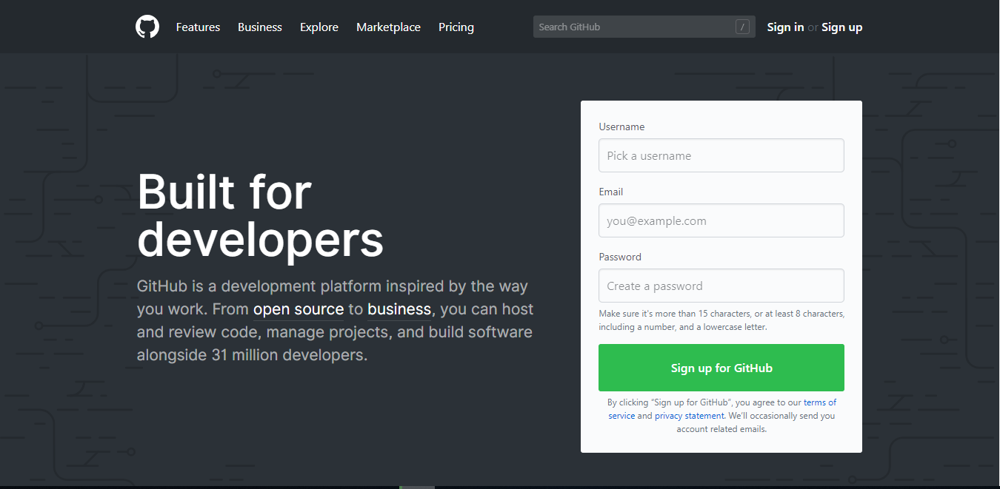 Features Business Explore Marketplace Pricing Search GitHub / Sign in or Sign up
Built for
developers
GitHub is a development platform inspired by the way
you work. From open source to business, you can host
and review code, manage projects, and build software
alongside 31 million developers.
Username
Pick a username
Email
you@example.com
Password
Create a password
Make sure it's more than 15 characters, or at least 8 characters,
including a number, and a lowercase letter.
Sign up for GitHub
By clicking “Sign up for GitHub”, you agree to our terms of
service and privacy statement. We’ll occasionally send you
account related emails.